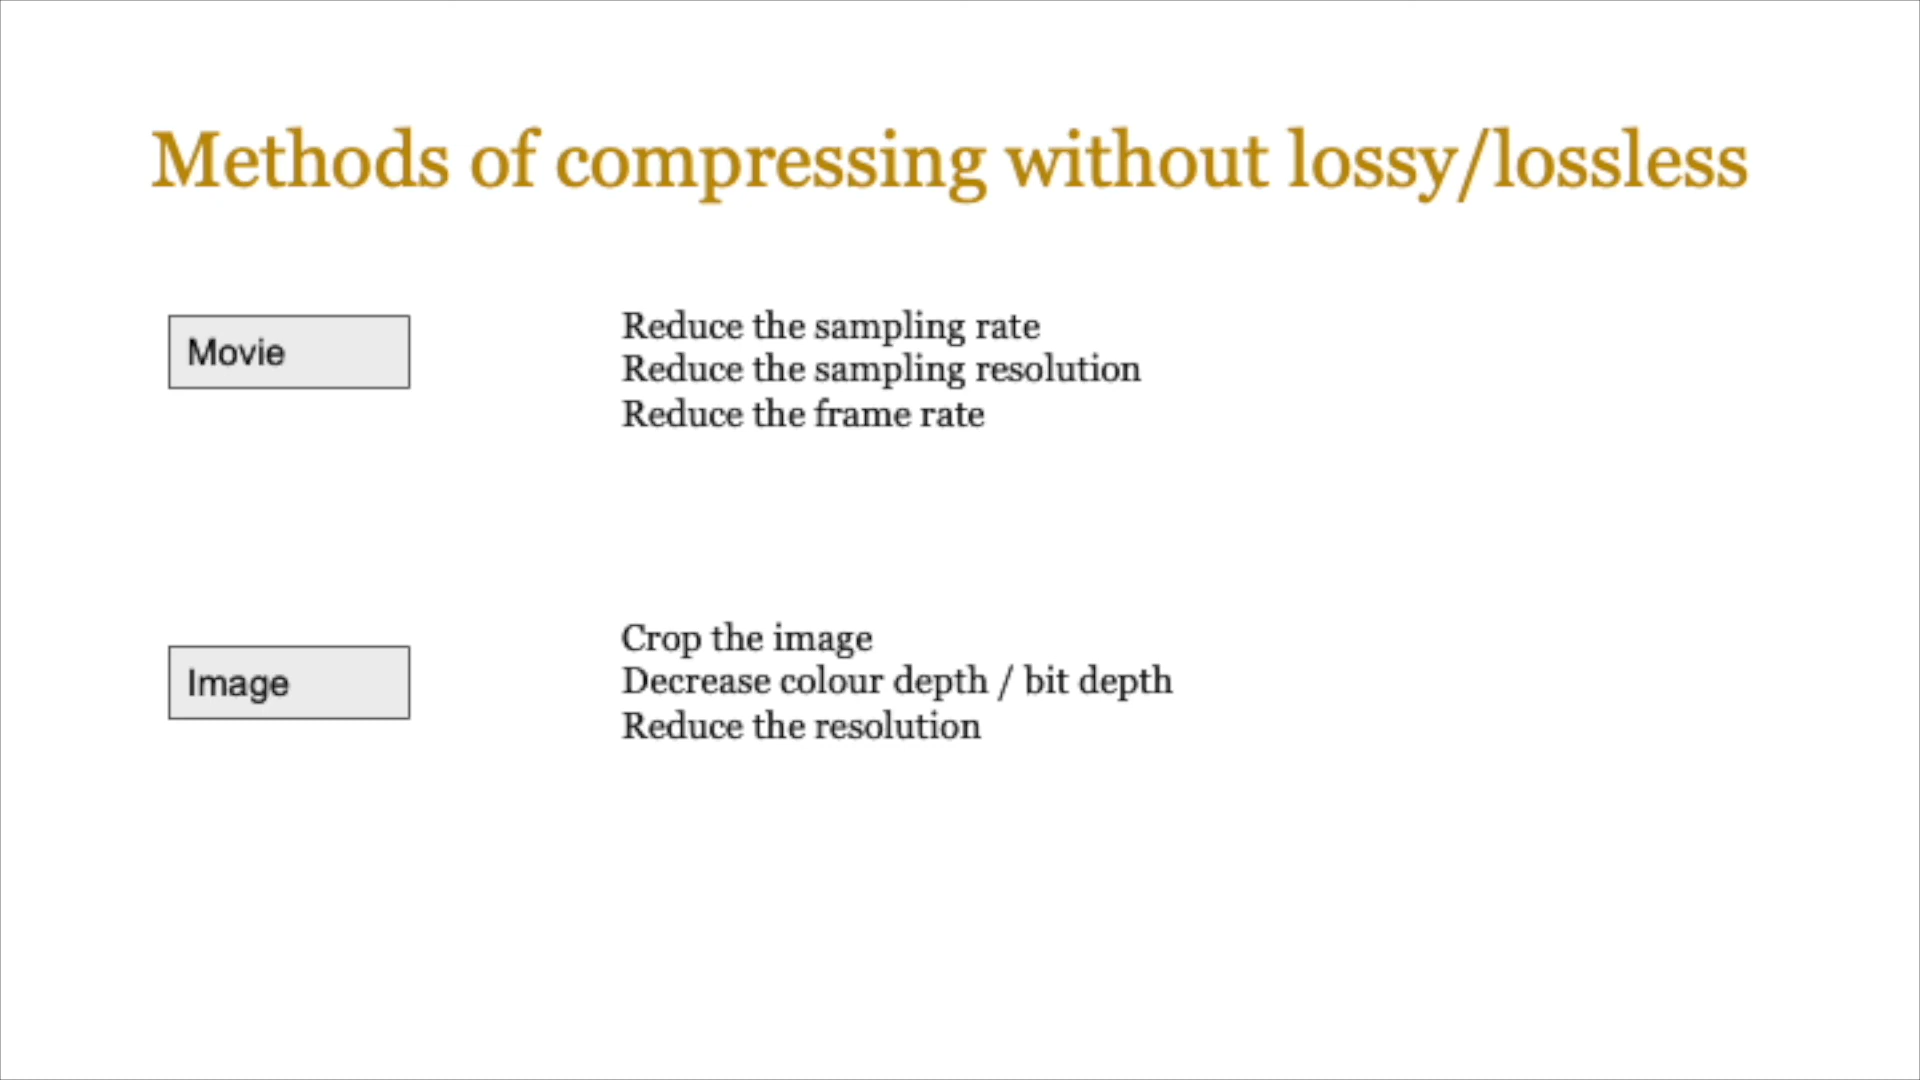 Methods of compressing without lossy/lossless
Movie
Reduce the sampling rate
Reduce the sampling resolution
Reduce the frame rate
Image
Crop the image
Decrease colour depth / bit depth
Reduce the resolution